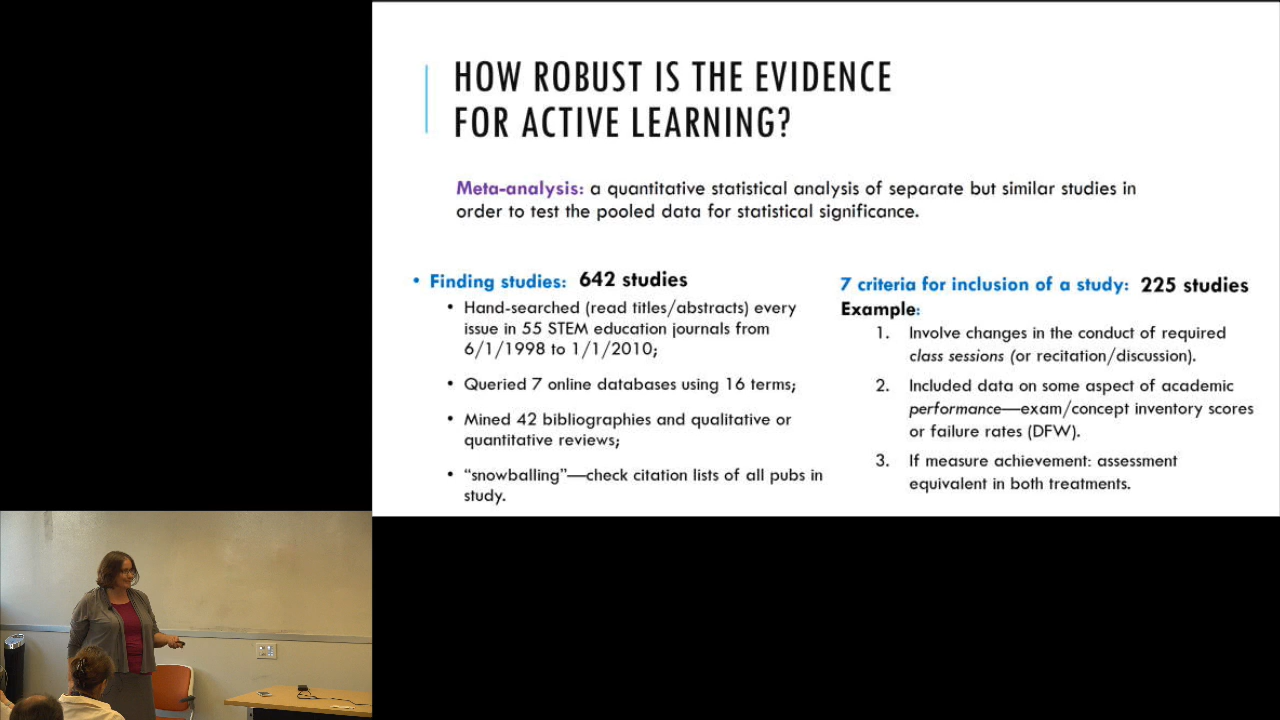 HOW ROBUST IS THE EVIDENCE
FOR ACTIVE LEARNING?
Meta-analysis: a quantitative statistical analysis of separate but similar studies in
order to test the pooled data for statistical significance.
• Finding studies: 642 studies
• Hand-searched (read titles/abstracts) every
issue in 55 STEM education journals from
6/1/1998 to 1/1/2010;
• Queried 7 online databases using 16 terms;
• Mined 42 bibliographies and qualitative or
quantitative reviews;
• “snowballing”—check citation lists of all pubs in
study.
7 criteria for inclusion of a study: 225 studies
Example:
1. Involve changes in the conduct of required
class sessions (or recitation/discussion).
2. Included data on some aspect of academic
performance—exam/concept inventory scores
or failure rates (DFW).
3. If measure achievement: assessment
equivalent in both treatments.